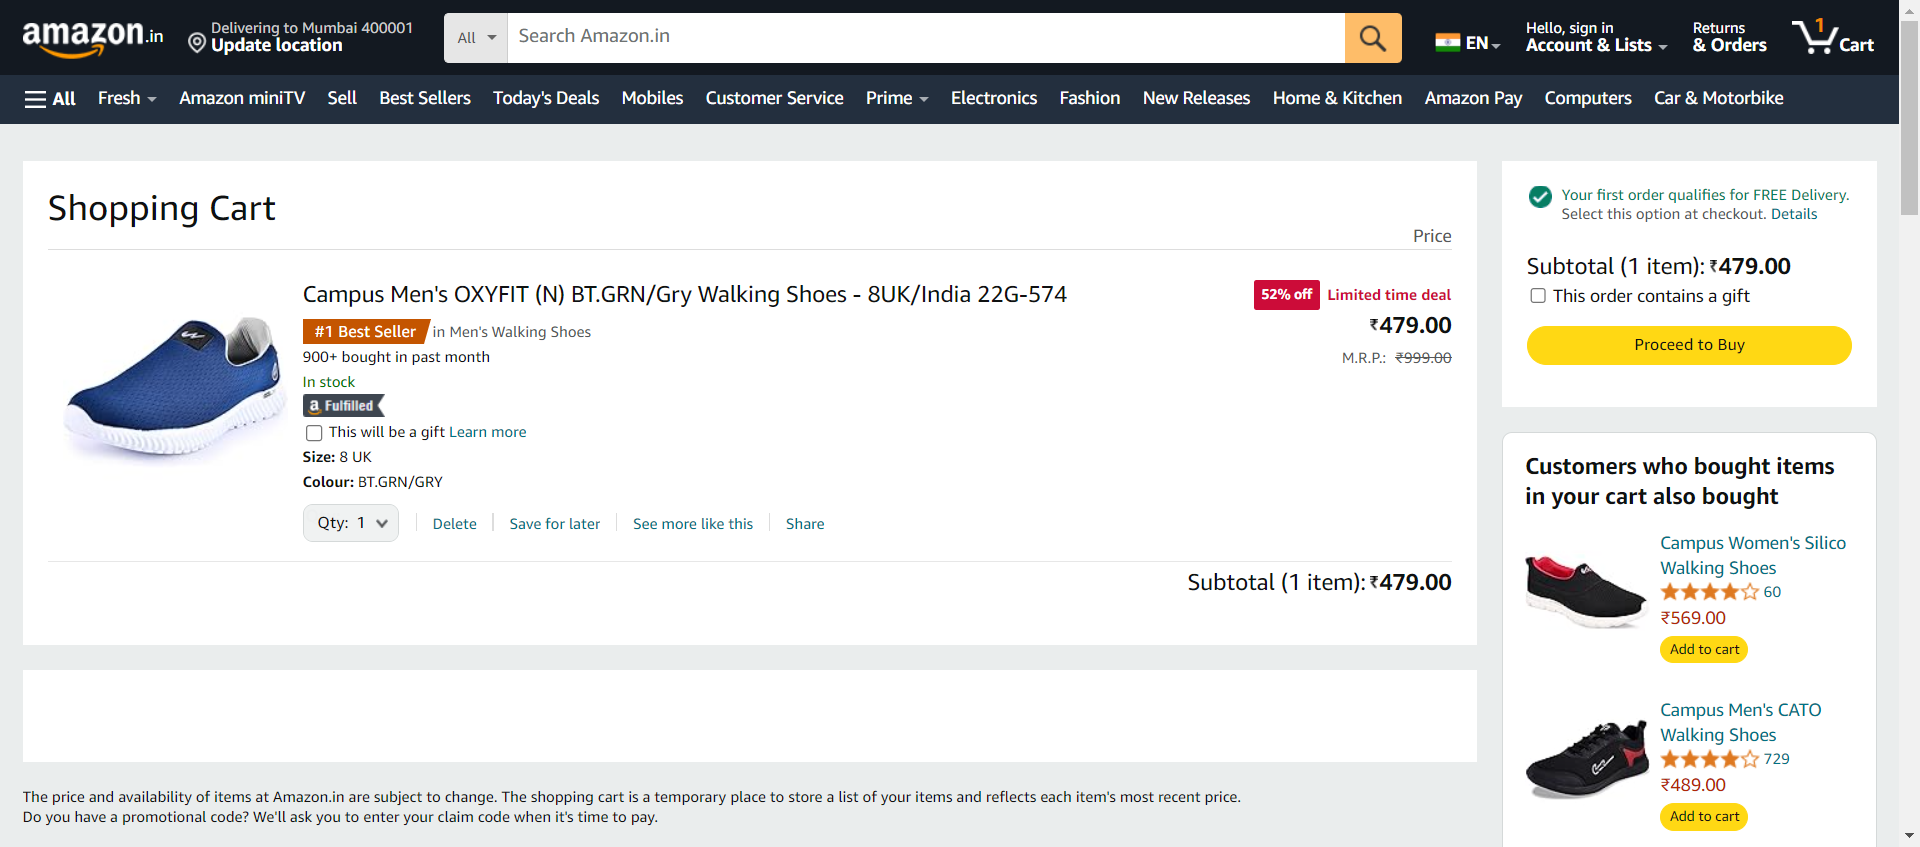 amazon.in
Delivering to Mumbai 400001
Update location
All
Search Amazon.in
EN
Hello, sign in
Account & Lists
Returns
& Orders
1
Cart
All
Fresh
Amazon miniTV
Sell
Best Sellers
Today's Deals
Mobiles
Customer Service
Prime
Electronics
Fashion
New Releases
Home & Kitchen
Amazon Pay
Computers
Car & Motorbike
Shopping Cart
Price
Campus Men's OXYFIT (N) BT.GRN/Gry Walking Shoes - 8UK/India 22G-574
52% off Limited time deal
#1 Best Seller in Men's Walking Shoes
₹479.00
900+ bought in past month
M.R.P.: ₹999.00
In stock
a Fulfilled
This will be a gift Learn more
Size: 8 UK
Colour: BT.GRN/GRY
Qty: 1
Delete
Save for later
See more like this
Share
Subtotal (1 item): ₹479.00
The price and availability of items at Amazon.in are subject to change. The shopping cart is a temporary place to store a list of your items and reflects each item's most recent price.
Do you have a promotional code? We'll ask you to enter your claim code when it's time to pay.
Your first order qualifies for FREE Delivery.
Select this option at checkout. Details
Subtotal (1 item): ₹479.00
This order contains a gift
Proceed to Buy
Customers who bought items
in your cart also bought
Campus Women's Silico
Walking Shoes
60
₹569.00
Add to cart
Campus Men's CATO
Walking Shoes
729
₹489.00
Add to cart